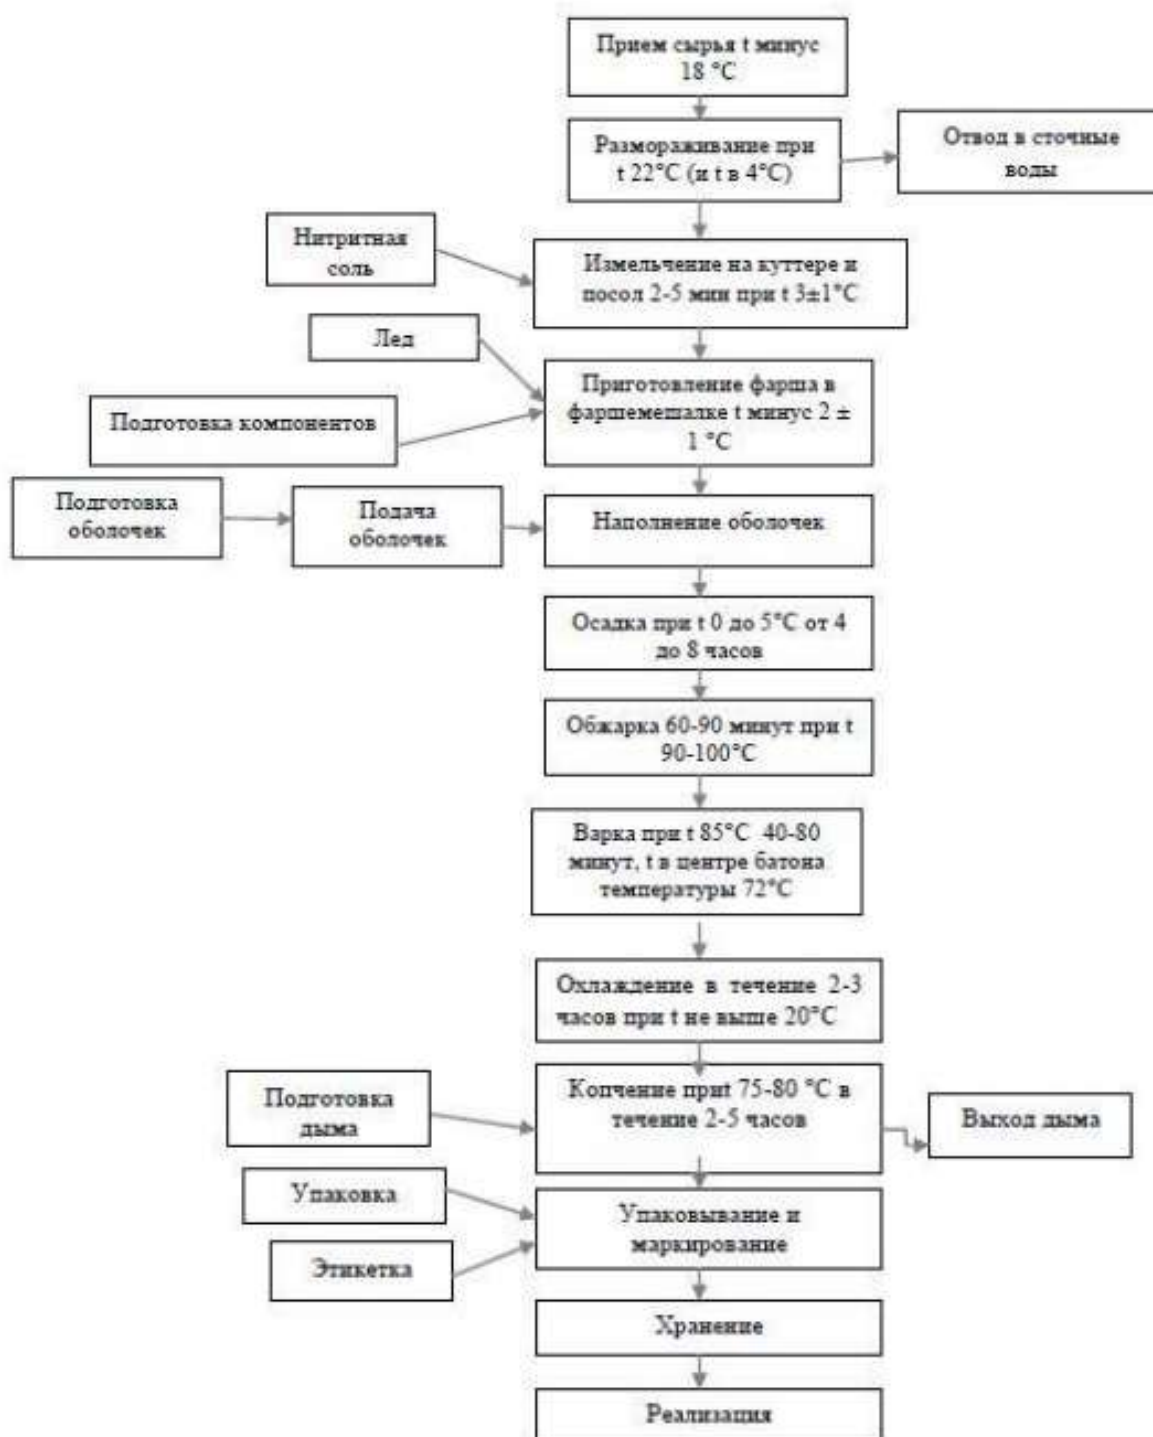 Прием сырья t минус
18 °С
Размораживание при
t 22°С (и t в 4°С)
Отвод в сточные
воды
Нитритная
соль
Измельчение на куттере и
посол 2-5 мин при t 3±1°С
Лед
Приготовление фарша в
фаршемешалке t минус 2 ±
1 °С
Подготовка компонентов
Подготовка
оболочек
Подача
оболочек
Наполнение оболочек
Осадка при t 0 до 5°С от 4
до 8 часов
Обжарка 60-90 минут при t
90-100°С
Варка при t 85°С 40-80
минут, t в центре батона
температуры 72°С
Охлаждение в течение 2-3
часов при t не выше 20°С
Подготовка
дыма
Копчение приt 75-80 °С в
течение 2-5 часов
Выход дыма
Упаковка
Упаковывание и
маркирование
Этикетка
Хранение
Реализация